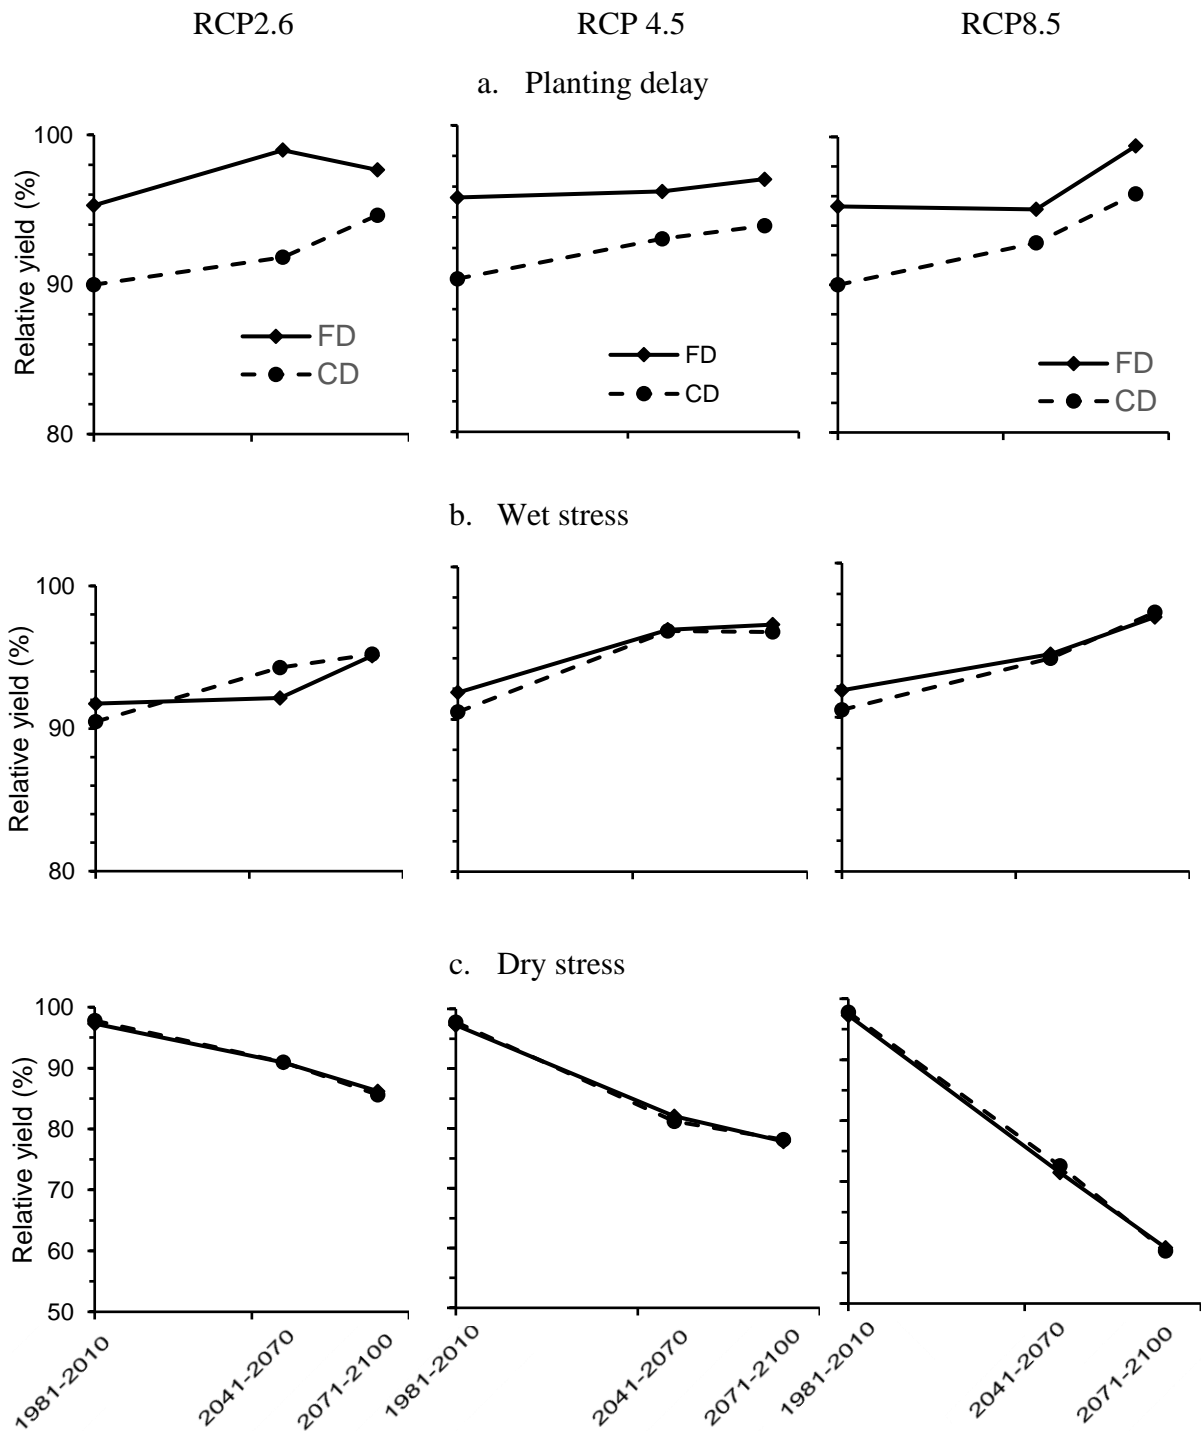 RCP2.6 RCP 4.5 RCP8.5
a. Planting delay
Relative yield (%)
100
90
80
FD
CD
FD
CD
FD
CD
b. Wet stress
Relative yield (%)
100
90
80
c. Dry stress
Relative yield (%)
100
90
80
70
60
50
1981-2010 2041-2070 2071-2100 1981-2010 2041-2070 2071-2100 1981-2010 2041-2070 2071-2100